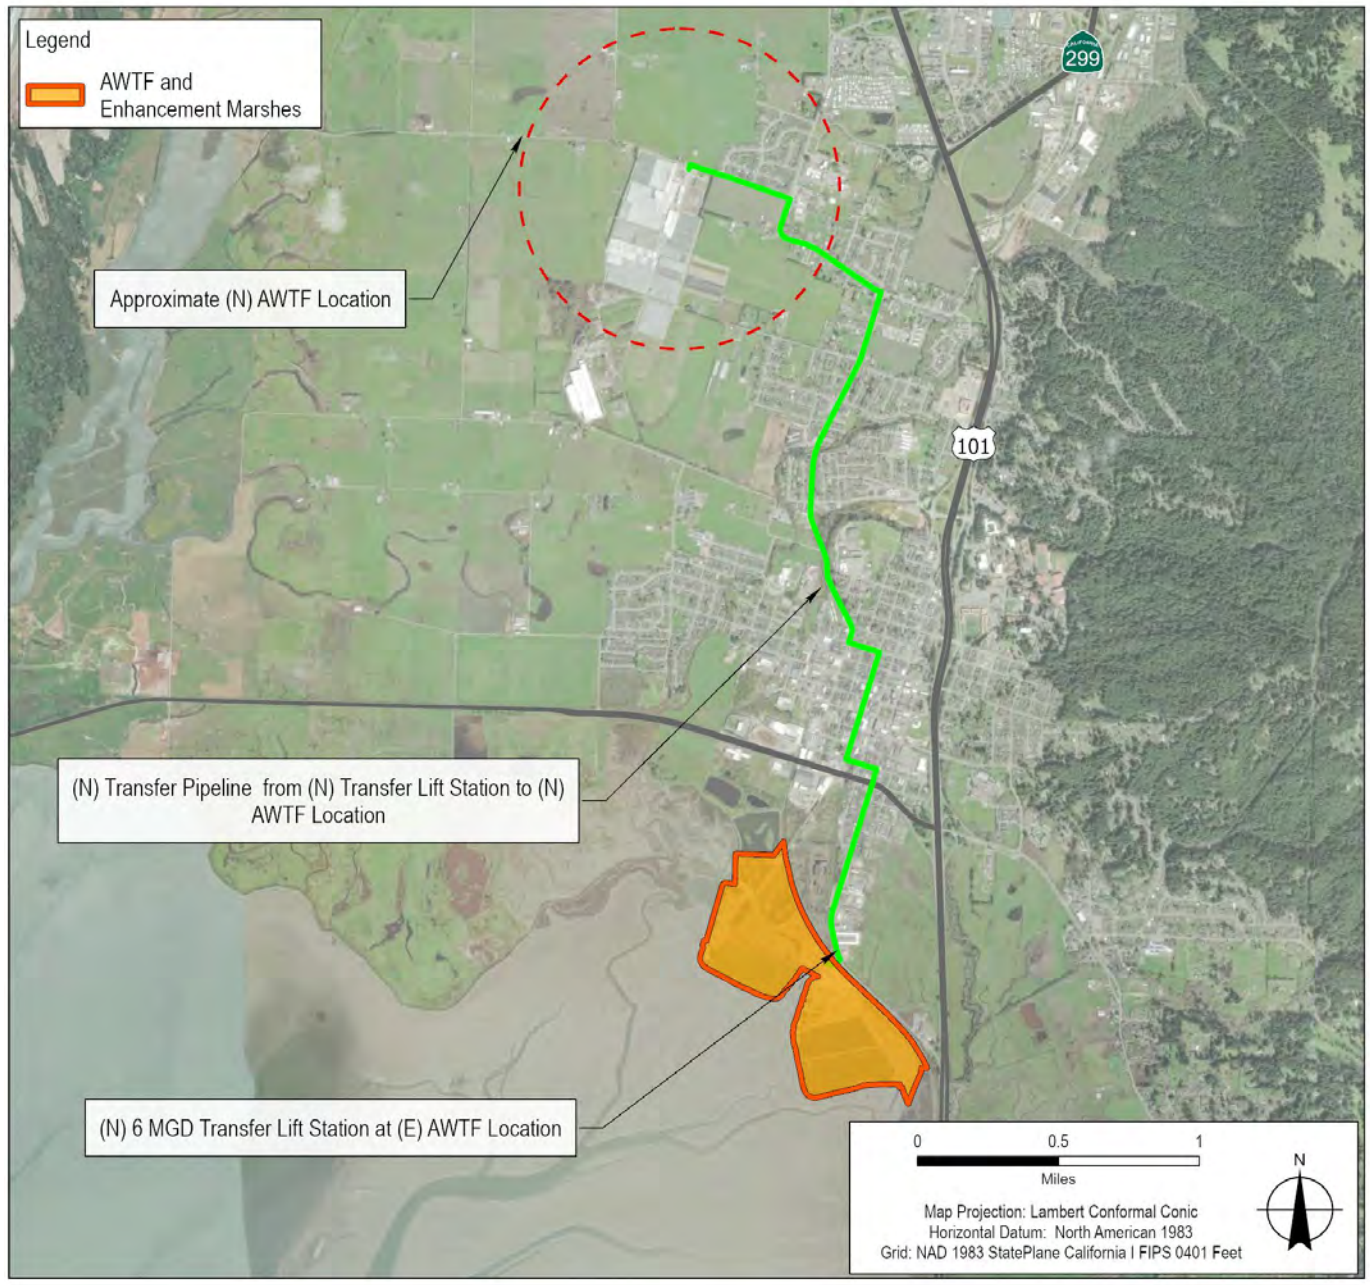 Legend
AWTF and
Enhancement Marshes
CALIFORNIA
299
Approximate (N) AWTF Location
101
(N) Transfer Pipeline from (N) Transfer Lift Station to (N)
AWTF Location
(N) 6 MGD Transfer Lift Station at (E) AWTF Location
0 0.5 1
Miles
N
Map Projection: Lambert Conformal Conic
Horizontal Datum: North American 1983
Grid: NAD 1983 StatePlane California I FIPS 0401 Feet